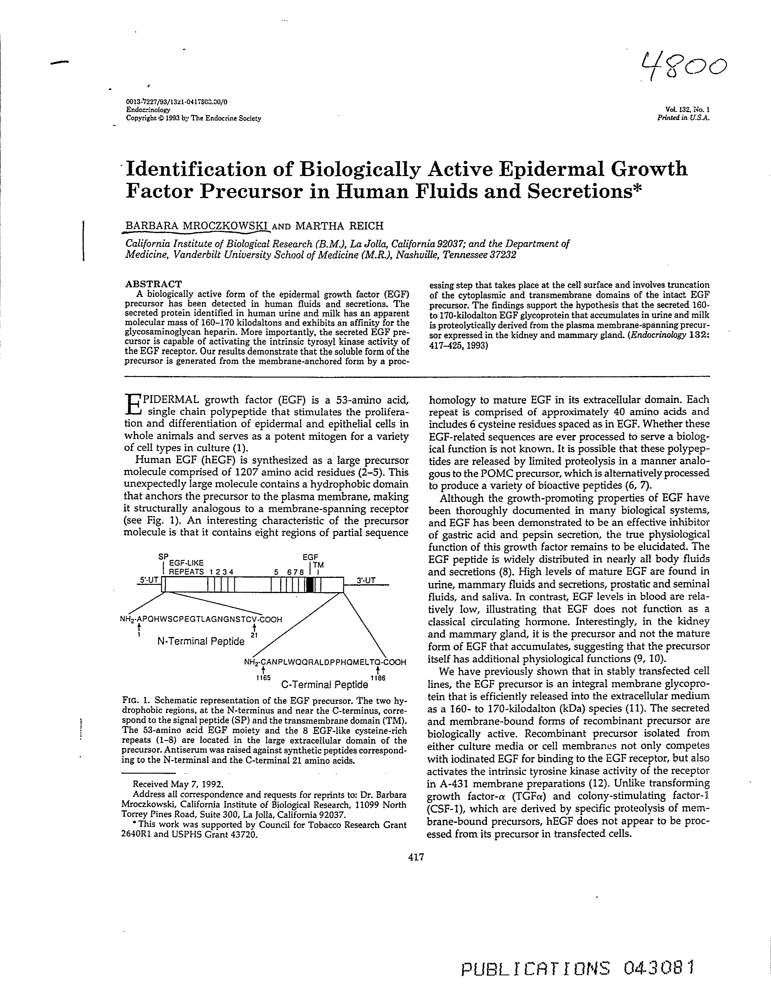 4800
0013-7227/93/1321-0417$03.00/0
Endocrinology
Copyright © 1993 by The Endocrine Society
Vol. 132, No. 1
Printed in U.S.A.
Identification of Biologically Active Epidermal Growth
Factor Precursor in Human Fluids and Secretions*
BARBARA MROCZKOWSKI AND MARTHA REICH
California Institute of Biological Research (B.M.), La Jolla, California 92037; and the Department of
Medicine, Vanderbilt University School of Medicine (M.R.), Nashville, Tennessee 37232
ABSTRACT
A biologically active form of the epidermal growth factor (EGF)
precursor has been detected in human fluids and secretions. The
secreted protein identified in human urine and milk has an apparent
molecular mass of 160–170 kilodaltons and exhibits an affinity for the
glycosaminoglycan heparin. More importantly, the secreted EGF pre-
cursor is capable of activating the intrinsic tyrosyl kinase activity of
the EGF receptor. Our results demonstrate that the soluble form of the
precursor is generated from the membrane-anchored form by a proc-
essing step that takes place at the cell surface and involves truncation
of the cytoplasmic and transmembrane domains of the intact EGF
precursor. The findings support the hypothesis that the secreted 160-
to 170-kilodalton EGF glycoprotein that accumulates in urine and milk
is proteolytically derived from the plasma membrane-spanning precur-
sor expressed in the kidney and mammary gland. (Endocrinology 132:
417–425, 1993)
EPIDERMAL growth factor (EGF) is a 53-amino acid,
single chain polypeptide that stimulates the prolifera-
tion and differentiation of epidermal and epithelial cells in
whole animals and serves as a potent mitogen for a variety
of cell types in culture (1).
Human EGF (hEGF) is synthesized as a large precursor
molecule comprised of 1207 amino acid residues (2–5). This
unexpectedly large molecule contains a hydrophobic domain
that anchors the precursor to the plasma membrane, making
it structurally analogous to a membrane-spanning receptor
(see Fig. 1). An interesting characteristic of the precursor
molecule is that it contains eight regions of partial sequence
SP
EGF-LIKE
REPEATS 1 2 3 4
5 6 7 8
EGF
TM
5'-UT
3'-UT
NH2-APQHWSCPEGTLAGNGNSTCV-COOH
1
21
N-Terminal Peptide
NH2-CANPLWQQRALDPPHQMELTQ-COOH
1165
1186
C-Terminal Peptide
FIG. 1. Schematic representation of the EGF precursor. The two hy-
drophobic regions, at the N-terminus and near the C-terminus, corre-
spond to the signal peptide (SP) and the transmembrane domain (TM).
The 53-amino acid EGF moiety and the 8 EGF-like cysteine-rich
repeats (1–8) are located in the large extracellular domain of the
precursor. Antiserum was raised against synthetic peptides correspond-
ing to the N-terminal and the C-terminal 21 amino acids.
Received May 7, 1992.
Address all correspondence and requests for reprints to: Dr. Barbara
Mroczkowski, California Institute of Biological Research, 11099 North
Torrey Pines Road, Suite 300, La Jolla, California 92037.
* This work was supported by Council for Tobacco Research Grant
2640R1 and USPHS Grant 43720.
homology to mature EGF in its extracellular domain. Each
repeat is comprised of approximately 40 amino acids and
includes 6 cysteine residues spaced as in EGF. Whether these
EGF-related sequences are ever processed to serve a biolog-
ical function is not known. It is possible that these polypep-
tides are released by limited proteolysis in a manner analo-
gous to the POMC precursor, which is alternatively processed
to produce a variety of bioactive peptides (6, 7).
Although the growth-promoting properties of EGF have
been thoroughly documented in many biological systems,
and EGF has been demonstrated to be an effective inhibitor
of gastric acid and pepsin secretion, the true physiological
function of this growth factor remains to be elucidated. The
EGF peptide is widely distributed in nearly all body fluids
and secretions (8). High levels of mature EGF are found in
urine, mammary fluids and secretions, prostatic and seminal
fluids, and saliva. In contrast, EGF levels in blood are rela-
tively low, illustrating that EGF does not function as a
classical circulating hormone. Interestingly, in the kidney
and mammary gland, it is the precursor and not the mature
form of EGF that accumulates, suggesting that the precursor
itself has additional physiological functions (9, 10).
We have previously shown that in stably transfected cell
lines, the EGF precursor is an integral membrane glycopro-
tein that is efficiently released into the extracellular medium
as a 160- to 170-kilodalton (kDa) species (11). The secreted
and membrane-bound forms of recombinant precursor are
biologically active. Recombinant precursor isolated from
either culture media or cell membranes not only competes
with iodinated EGF for binding to the EGF receptor, but also
activates the intrinsic tyrosine kinase activity of the receptor
in A-431 membrane preparations (12). Unlike transforming
growth factor-α (TGFα) and colony-stimulating factor-1
(CSF-1), which are derived by specific proteolysis of mem-
brane-bound precursors, hEGF does not appear to be proc-
essed from its precursor in transfected cells.
417
PUBLICATIONS 043081